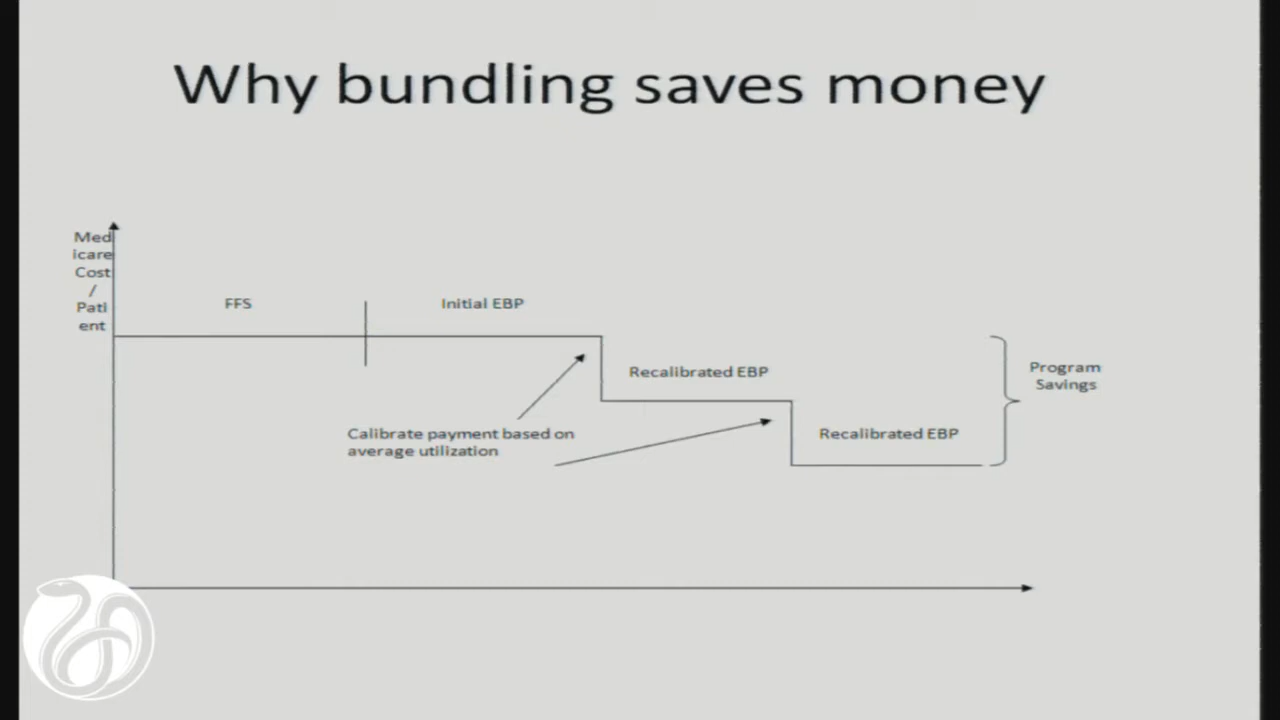 Why bundling saves money
Med
icare
Cost
/
Pati
ent
FFS
Initial EBP
Recalibrated EBP
Program
Savings
Calibrate payment based on
average utilization
Recalibrated EBP